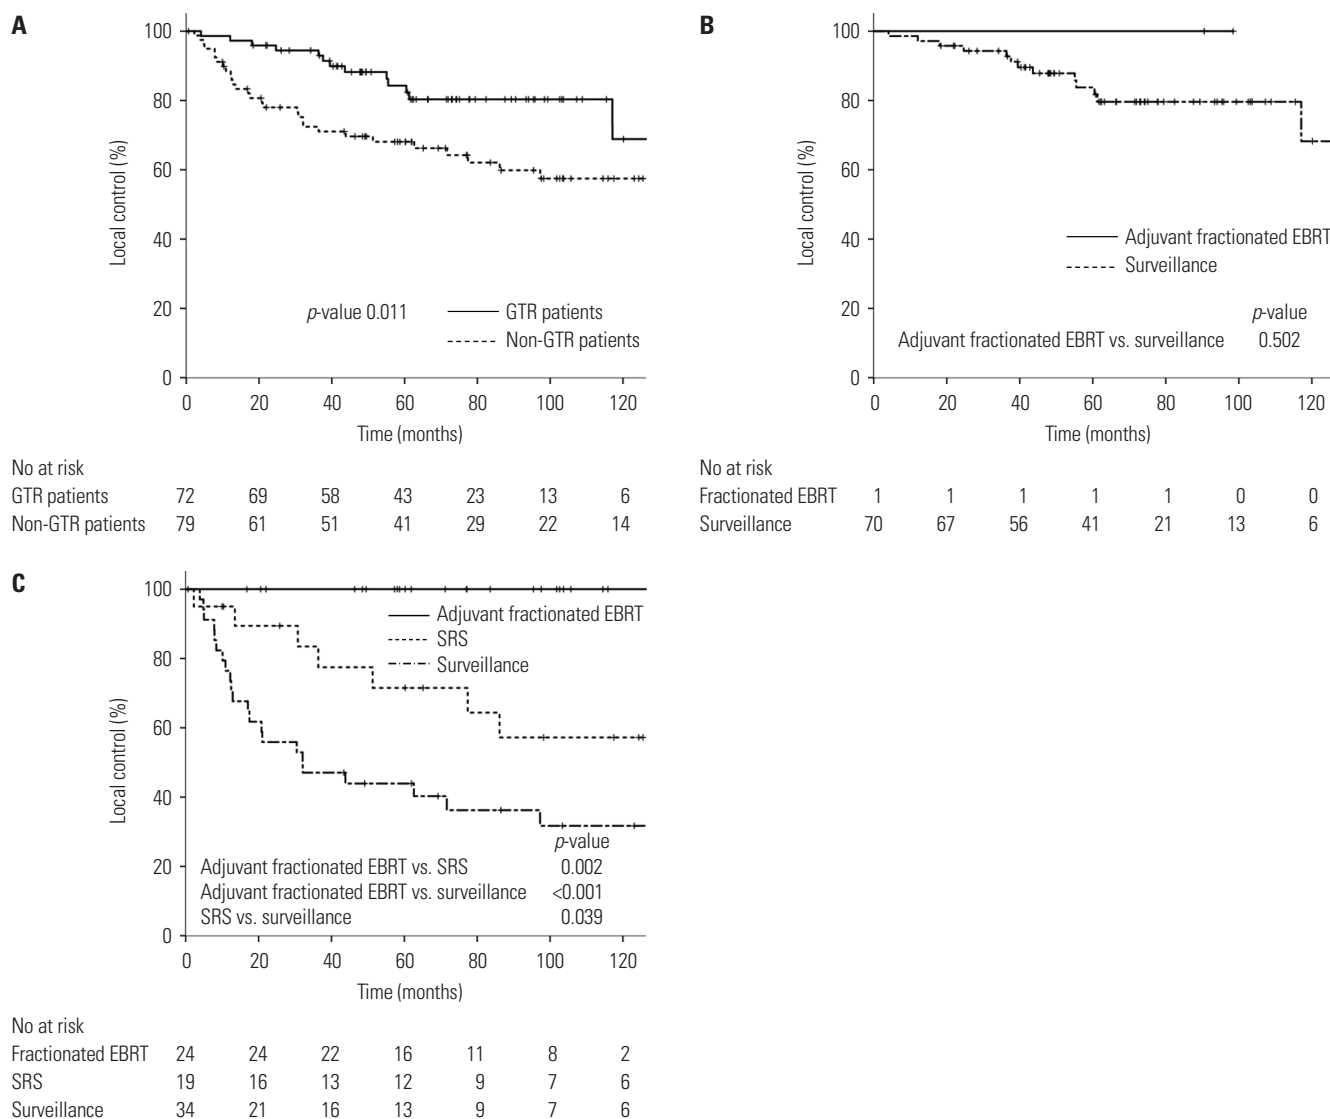 A
100
80
60
40
20
0
Local control (%)
p-value 0.011
GTR patients
Non-GTR patients
0 20 40 60 80 100 120
Time (months)
No at risk
GTR patients 72 69 58 43 23 13 6
Non-GTR patients 79 61 51 41 29 22 14
B
100
80
60
40
20
0
Local control (%)
Adjuvant fractionated EBRT
Surveillance
p-value
Adjuvant fractionated EBRT vs. surveillance 0.502
0 20 40 60 80 100 120
Time (months)
No at risk
Fractionated EBRT 1 1 1 1 1 0 0
Surveillance 70 67 56 41 21 13 6
C
100
80
60
40
20
0
Local control (%)
Adjuvant fractionated EBRT
SRS
Surveillance
p-value
Adjuvant fractionated EBRT vs. SRS 0.002
Adjuvant fractionated EBRT vs. surveillance <0.001
SRS vs. surveillance 0.039
0 20 40 60 80 100 120
Time (months)
No at risk
Fractionated EBRT 24 24 22 16 11 8 2
SRS 19 16 13 12 9 7 6
Surveillance 34 21 16 13 9 7 6